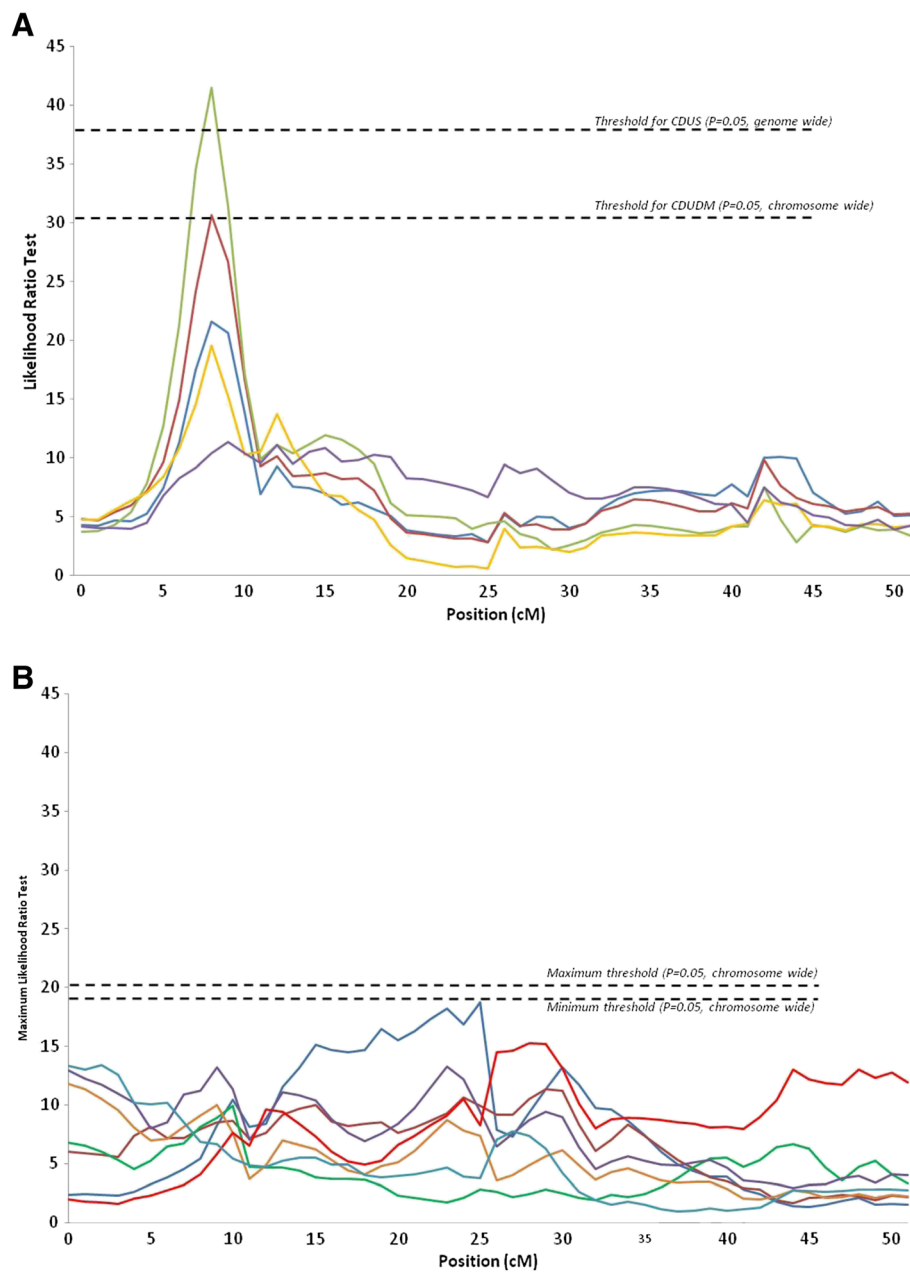 A
45
40
35
30
25
20
15
10
5
0
Likelihood Ratio Test
Threshold for CDUS (P=0.05, genome wide)
Threshold for CDUDM (P=0.05, chromosome wide)
0 5 10 15 20 25 30 35 40 45 50
Position (cM)
B
45
40
35
30
25
20
15
10
5
0
Maximum Likelihood Ratio Test
Maximum threshold (P=0.05, chromosome wide)
Minimum threshold (P=0.05, chromosome wide)
0 5 10 15 20 25 30 35 40 45 50
Position (cM)